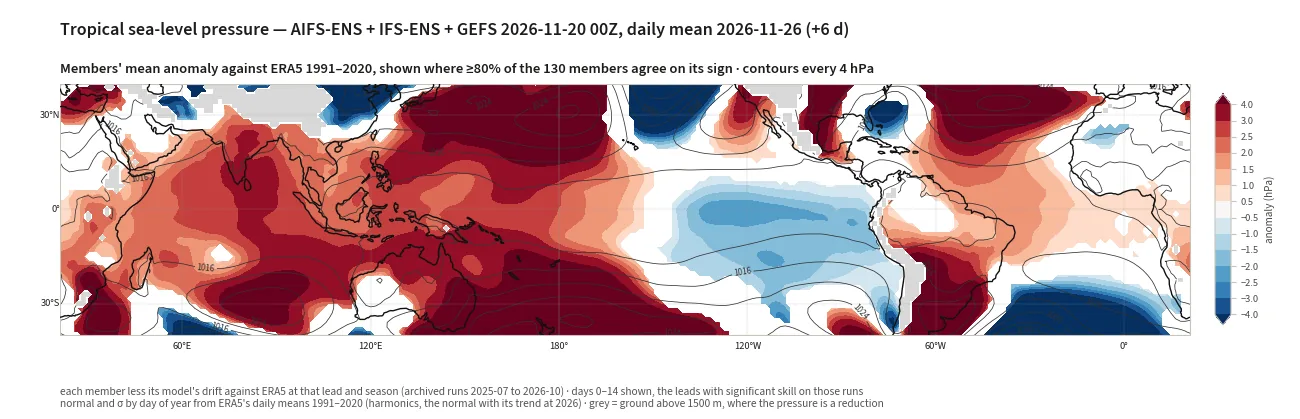 Tropical sea-level pressure — AIFS-ENS + IFS-ENS + GEFS 2026-11-20 00Z, daily mean 2026-11-26 (+6 d)
Members' mean anomaly against ERA5 1991–2020, shown where ≥80% of the 130 members agree on its sign · contours every 4 hPa
30°N
0°
30°S
60°E
120°E
180°
120°W
60°W
0°
1016
1016
1016
1016
1016
1024
4.0
3.0
2.5
2.0
1.5
1.0
0.5
−0.5
−1.0
−1.5
−2.0
−2.5
−3.0
−4.0
anomaly (hPa)
each member less its model's drift against ERA5 at that lead and season (archived runs 2025-07 to 2026-10) · days 0–14 shown, the leads with significant skill on those runs
normal and σ by day of year from ERA5's daily means 1991–2020 (harmonics, the normal with its trend at 2026) · grey = ground above 1500 m, where the pressure is a reduction